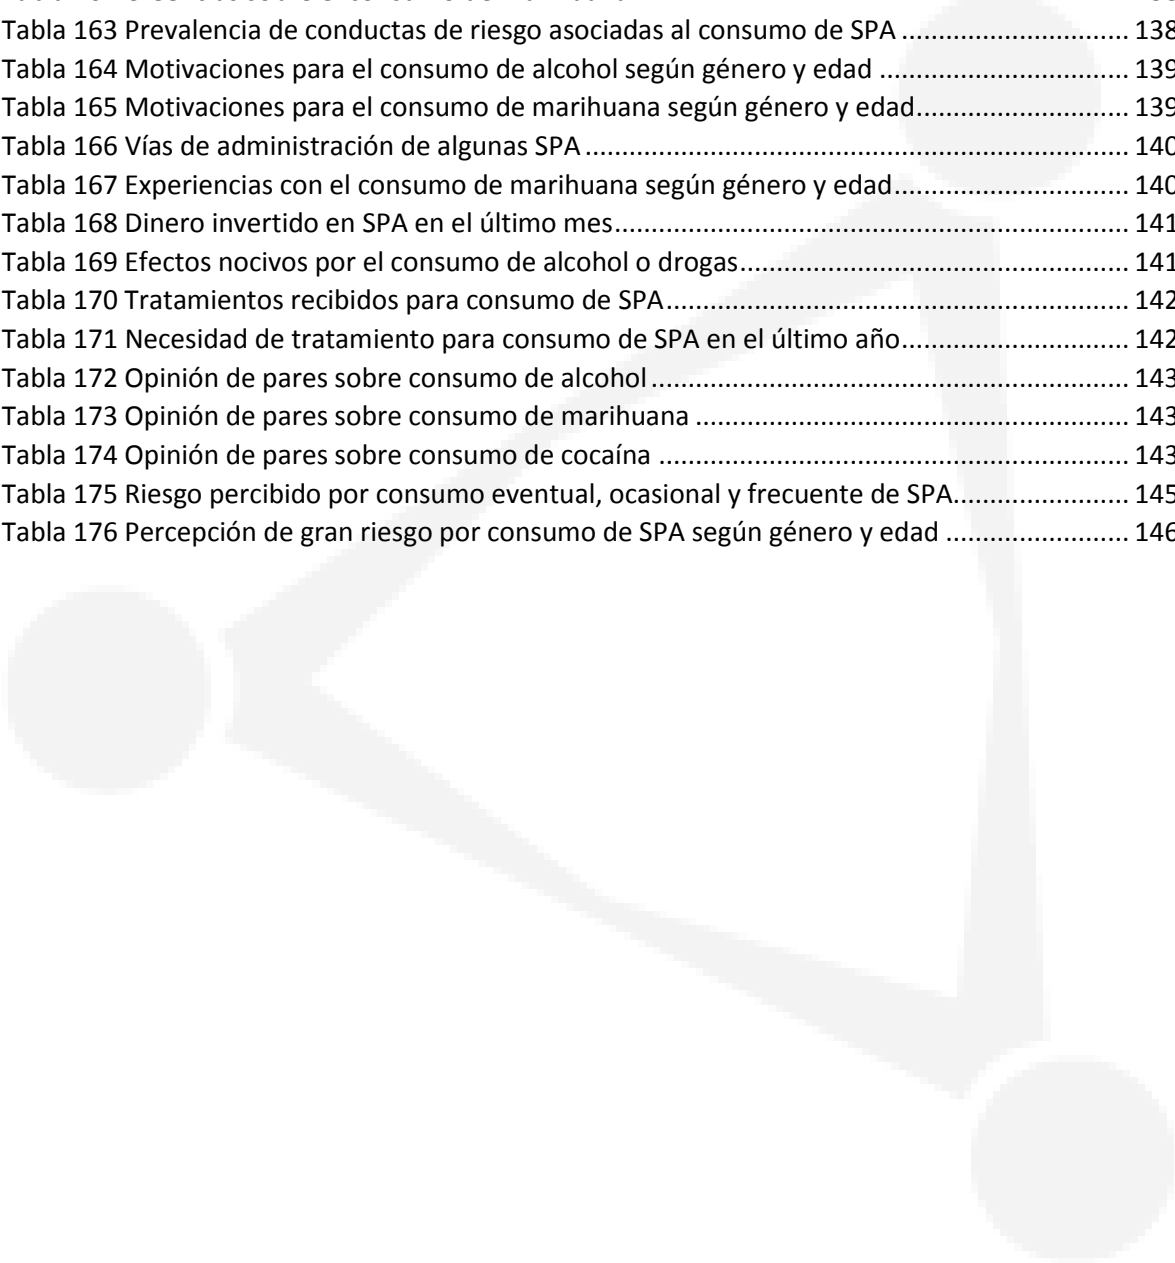 Tabla 163 Prevalencia de conductas de riesgo asociadas al consumo de SPA ................................ 138
Tabla 164 Motivaciones para el consumo de alcohol según género y edad ................................... 139
Tabla 165 Motivaciones para el consumo de marihuana según género y edad.............................. 139
Tabla 166 Vías de administración de algunas SPA .......................................................................... 140
Tabla 167 Experiencias con el consumo de marihuana según género y edad................................. 140
Tabla 168 Dinero invertido en SPA en el último mes...................................................................... 141
Tabla 169 Efectos nocivos por el consumo de alcohol o drogas..................................................... 141
Tabla 170 Tratamientos recibidos para consumo de SPA............................................................... 142
Tabla 171 Necesidad de tratamiento para consumo de SPA en el último año................................ 142
Tabla 172 Opinión de pares sobre consumo de alcohol ................................................................. 143
Tabla 173 Opinión de pares sobre consumo de marihuana ........................................................... 143
Tabla 174 Opinión de pares sobre consumo de cocaína ................................................................ 143
Tabla 175 Riesgo percibido por consumo eventual, ocasional y frecuente de SPA......................... 145
Tabla 176 Percepción de gran riesgo por consumo de SPA según género y edad .......................... 146